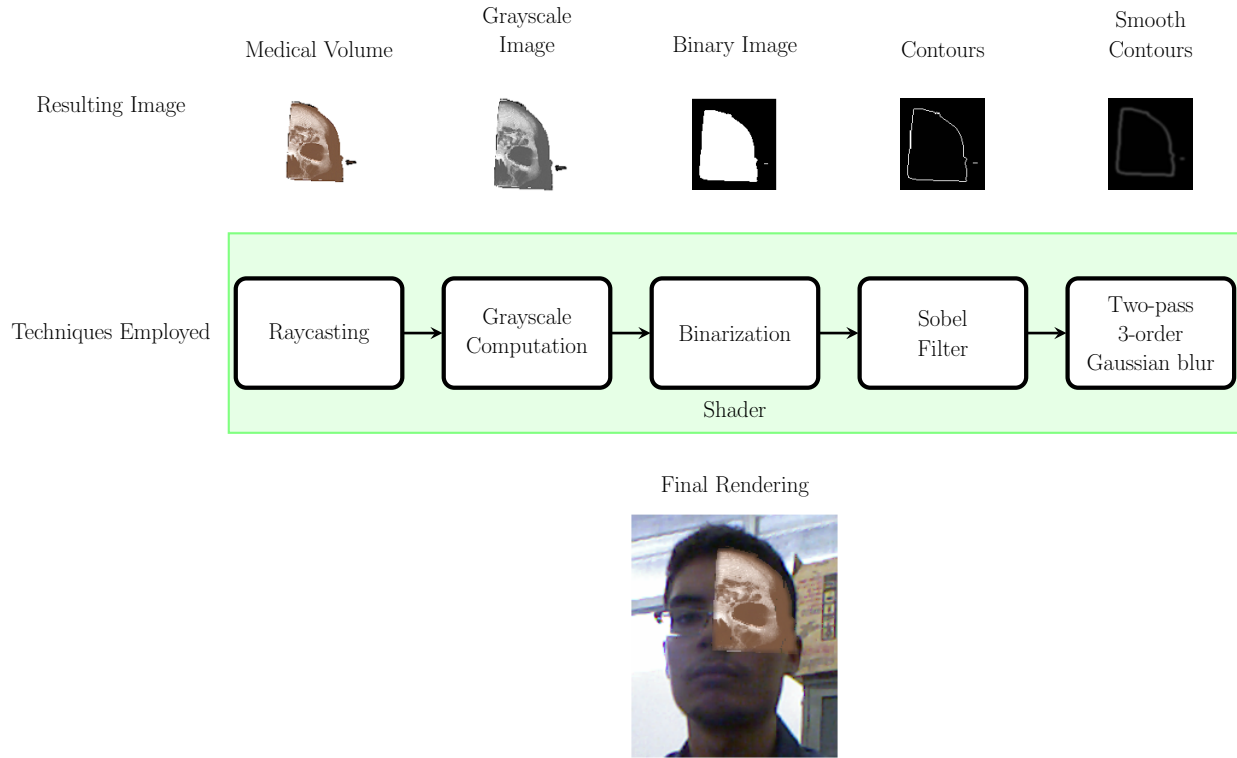 Medical Volume
Grayscale
Image
Binary Image
Contours
Smooth
Contours
Resulting Image
Techniques Employed
Raycasting
Grayscale
Computation
Binarization
Sobel
Filter
Two-pass
3-order
Gaussian blur
Shader
Final Rendering